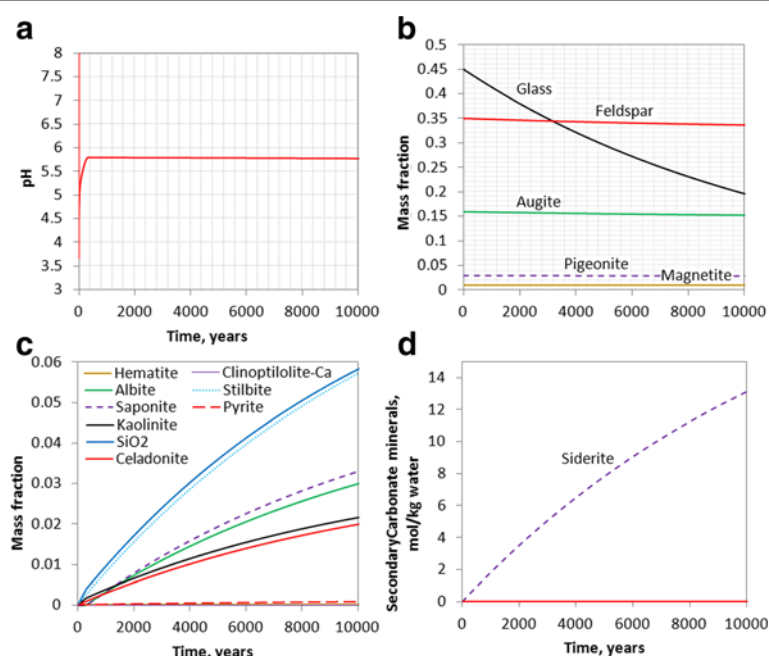 a
8
7.5
7
6.5
6
5.5
5
4.5
4
3.5
3
pH
0 2000 4000 6000 8000 10000
Time, years
b
0.5
0.45
0.4
0.35
0.3
0.25
0.2
0.15
0.1
0.05
0
Mass fraction
Glass
Feldspar
Augite
Pigeonite
Magnetite
0 2000 4000 6000 8000 10000
c
0.06
0.05
0.04
0.03
0.02
0.01
0
Mass fraction
Hematite
Albite
Saponite
Kaolinite
SiO2
Celadonite
Clinoptilolite-Ca
Stilbite
Pyrite
0 2000 4000 6000 8000 10000
Time, years
d
14
12
10
8
6
4
2
0
SecondaryCarbonate minerals,
mol/kg water
Siderite
0 2000 4000 6000 8000 10000
Time, years